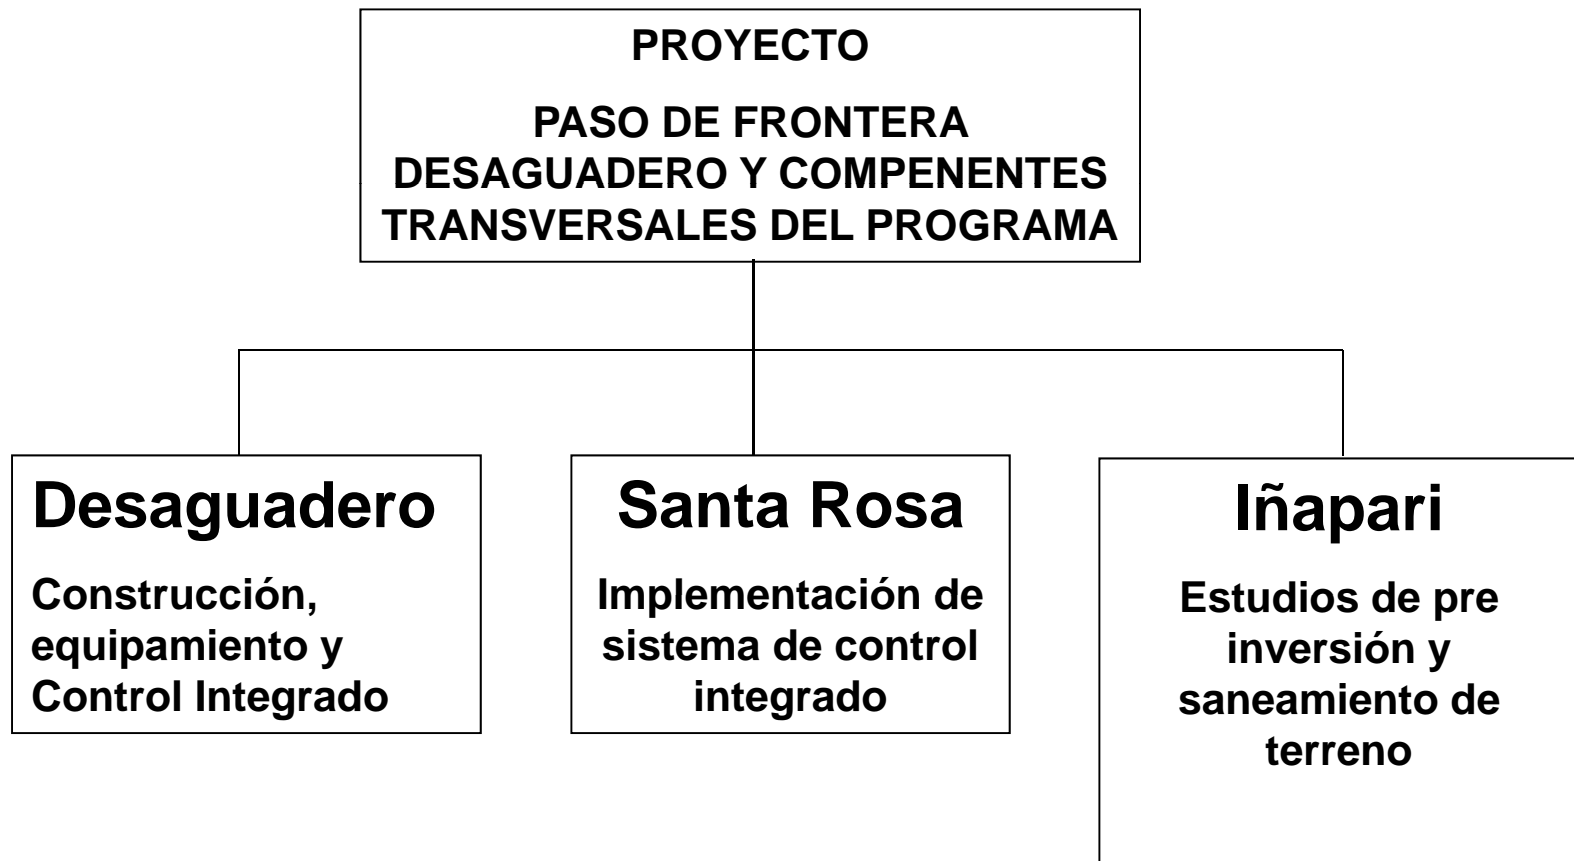 PROYECTO
PASO DE FRONTERA
DESAGUADERO Y COMPENENTES
TRANSVERSALES DEL PROGRAMA
Desaguadero
Construcción,
equipamiento y
Control Integrado
Santa Rosa
Implementación de
sistema de control
integrado
Iñapari
Estudios de pre
inversión y
saneamiento de
terreno